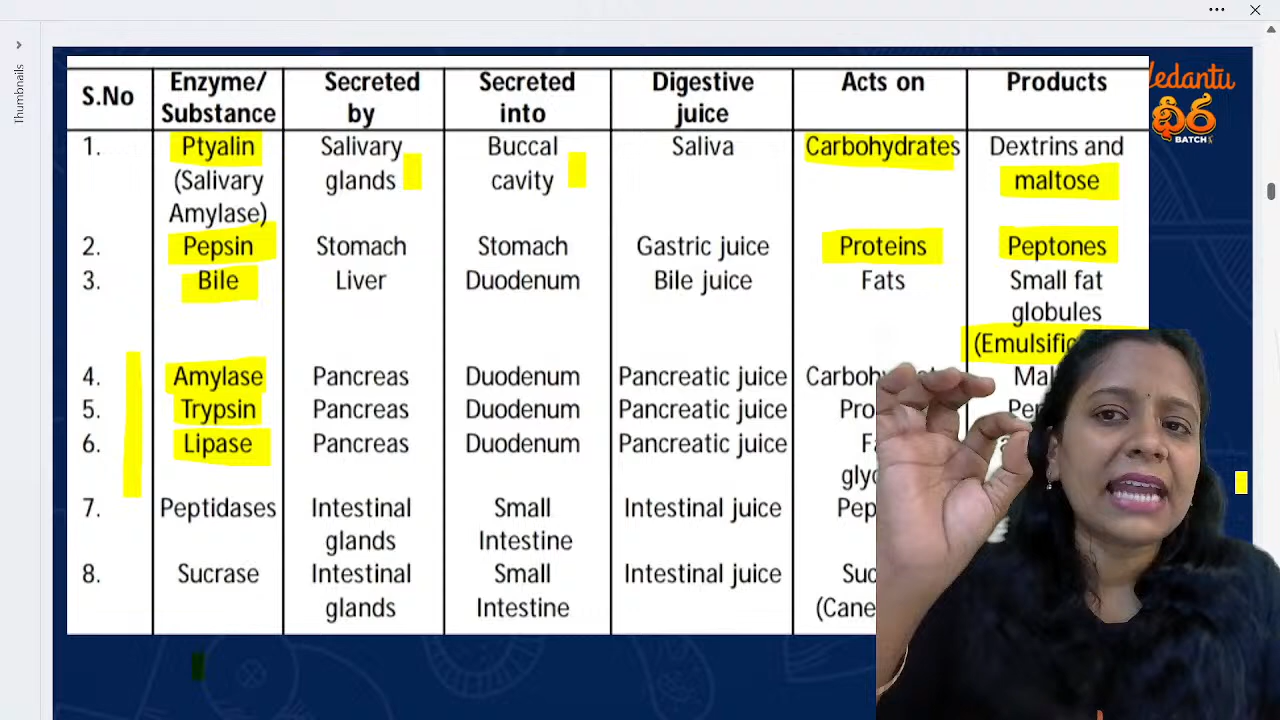 Thumbnails
Vedantu
ధీర
BATCH
S.No Enzyme/ Substance Secreted by Secreted into Digestive juice Acts on Products
1. Ptyalin Salivary Buccal Saliva Carbohydrates Dextrins and
(Salivary glands cavity maltose
Amylase)
2. Pepsin Stomach Stomach Gastric juice Proteins Peptones
3. Bile Liver Duodenum Bile juice Fats Small fat
globules
4. Amylase Pancreas Duodenum Pancreatic juice
5. Trypsin Pancreas Duodenum Pancreatic juice
6. Lipase Pancreas Duodenum Pancreatic juice
7. Peptidases Intestinal Small Intestinal juice
glands Intestine
8. Sucrase Intestinal Small Intestinal juice
glands Intestine